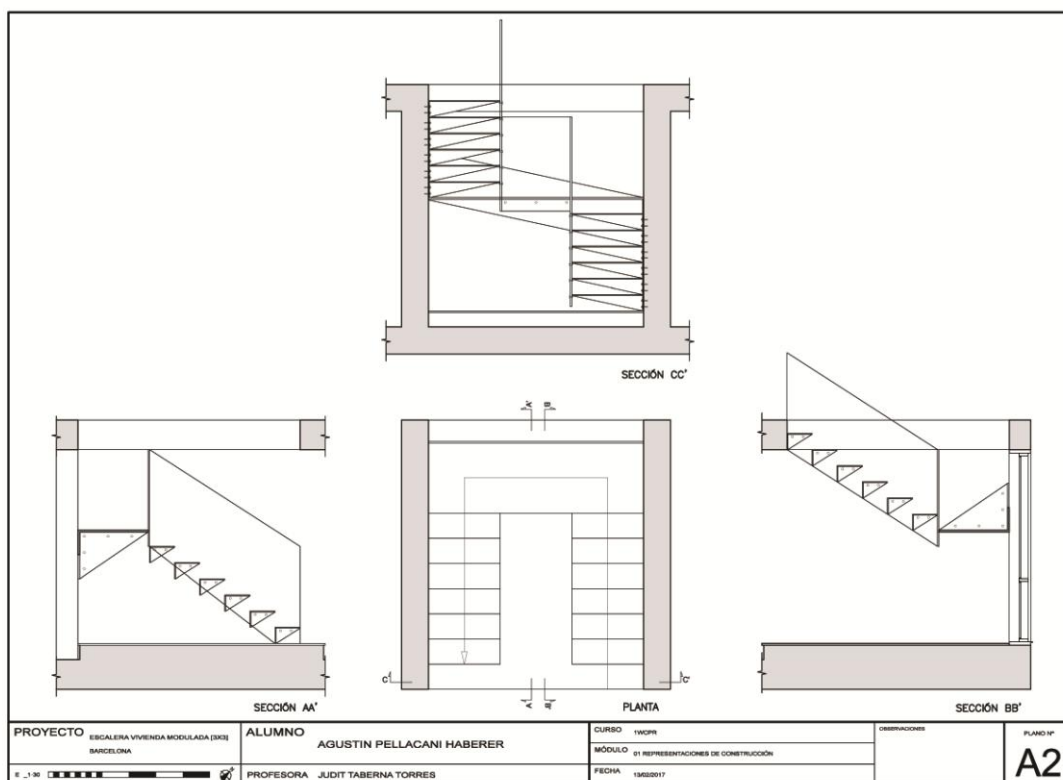 SECCIÓN CC'
A' B'
C' C'
A B
SECCIÓN AA'
PLANTA
SECCIÓN BB'
PROYECTO ESCALERA VIVIENDA MODULADA [3X3]
BARCELONA
ALUMNO
AGUSTIN PELLACANI HABERER
CURSO 1WCPR
MÓDULO 01 REPRESENTACIONES DE CONSTRUCCIÓN
OBSERVACIONES
PLANO Nº
A2
E _1-30
PROFESORA JUDIT TABERNA TORRES
FECHA 13/02/2017